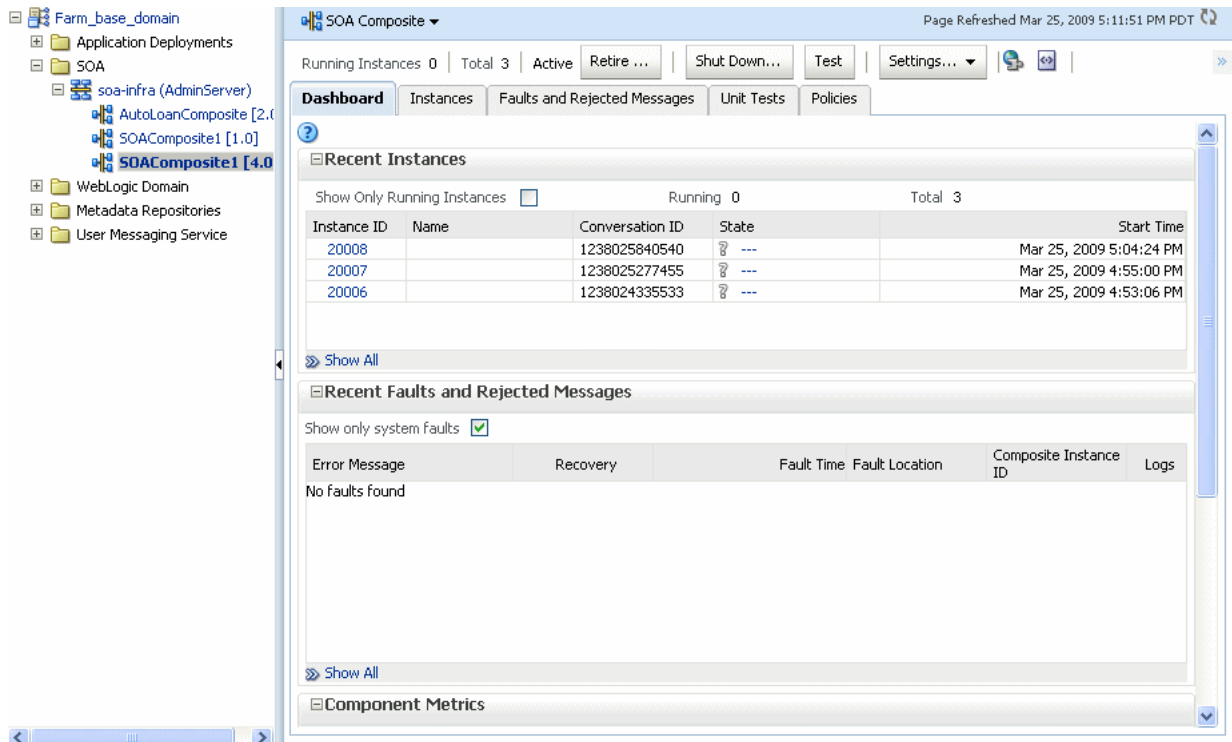 Farm_base_domain
Application Deployments
SOA
soa-infra (AdminServer)
AutoLoanComposite [2.0
SOAComposite1 [1.0]
SOAComposite1 [4.0
WebLogic Domain
Metadata Repositories
User Messaging Service
SOA Composite
Page Refreshed Mar 25, 2009 5:11:51 PM PDT
Running Instances 0 Total 3 Active Retire ... Shut Down... Test Settings...
Dashboard Instances Faults and Rejected Messages Unit Tests Policies
Recent Instances
Show Only Running Instances Running 0 Total 3
Instance ID Name Conversation ID State Start Time
20008 1238025840540 --- Mar 25, 2009 5:04:24 PM
20007 1238025277455 --- Mar 25, 2009 4:55:00 PM
20006 1238024335533 --- Mar 25, 2009 4:53:06 PM
Show All
Recent Faults and Rejected Messages
Show only system faults
Error Message Recovery Fault Time Fault Location Composite Instance ID Logs
No faults found
Show All
Component Metrics